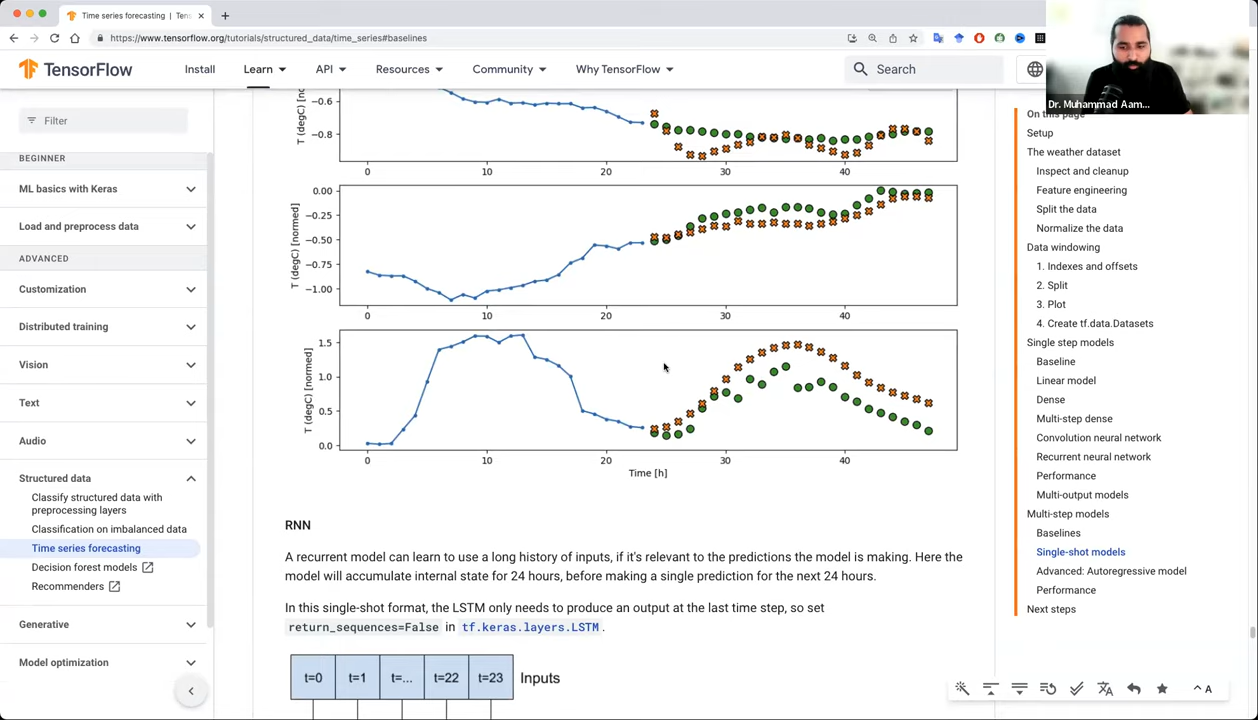 Time series forecasting | Tens
https://www.tensorflow.org/tutorials/structured_data/time_series#baselines
TensorFlow
Install
Learn
API
Resources
Community
Why TensorFlow
Search
Dr. Muhammad Aam...
Filter
BEGINNER
ML basics with Keras
Load and preprocess data
ADVANCED
Customization
Distributed training
Vision
Text
Audio
Structured data
Classify structured data with
preprocessing layers
Classification on imbalanced data
Time series forecasting
Decision forest models
Recommenders
Generative
Model optimization
T (degC) [no
−0.6
−0.8
0
10
20
30
40
T (degC) [normed]
0.00
−0.25
−0.50
−0.75
−1.00
0
10
20
30
40
T (degC) [normed]
1.5
1.0
0.5
0.0
0
10
20
30
40
Time [h]
RNN
A recurrent model can learn to use a long history of inputs, if it's relevant to the predictions the model is making. Here the
model will accumulate internal state for 24 hours, before making a single prediction for the next 24 hours.
In this single-shot format, the LSTM only needs to produce an output at the last time step, so set
return_sequences=False in tf.keras.layers.LSTM.
t=0 t=1 t=... t=22 t=23 Inputs
On this page
Setup
The weather dataset
Inspect and cleanup
Feature engineering
Split the data
Normalize the data
Data windowing
1. Indexes and offsets
2. Split
3. Plot
4. Create tf.data.Datasets
Single step models
Baseline
Linear model
Dense
Multi-step dense
Convolution neural network
Recurrent neural network
Performance
Multi-output models
Multi-step models
Baselines
Single-shot models
Advanced: Autoregressive model
Performance
Next steps
A